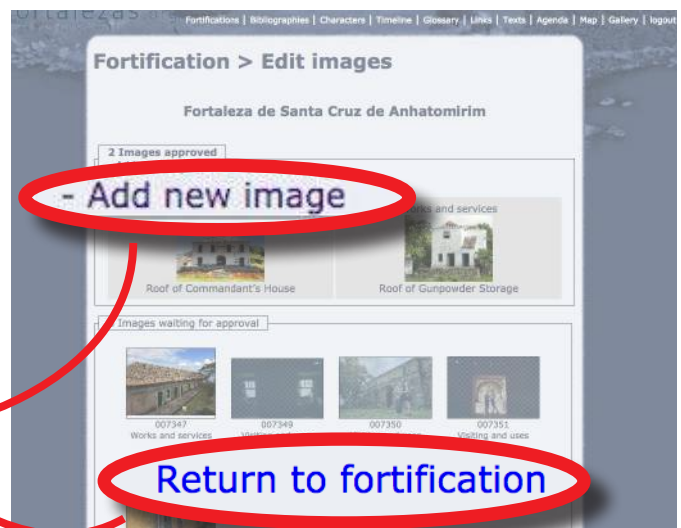 Fortifications | Bibliographies | Characters | Timeline | Glossary | Links | Texts | Agenda | Map | Gallery | logout
Fortification > Edit images
Fortaleza de Santa Cruz de Anhatomirim
2 Images approved
- Add new image
and services
Roof of Commandant's House
Roof of Gunpowder Storage
Images waiting for approval
007347
007349
007350
007351
Works and services
Visiting and uses
Return to fortification